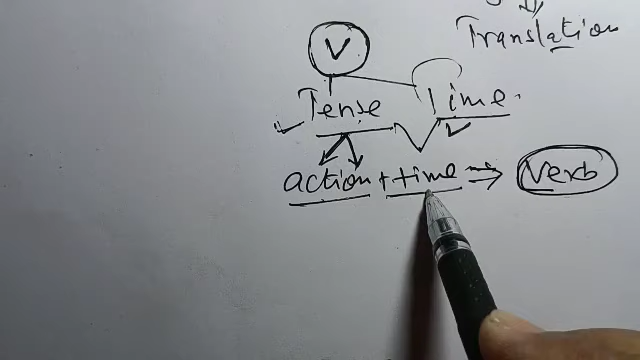 Translation
V
Tense Time
action + time ⇒ Verb